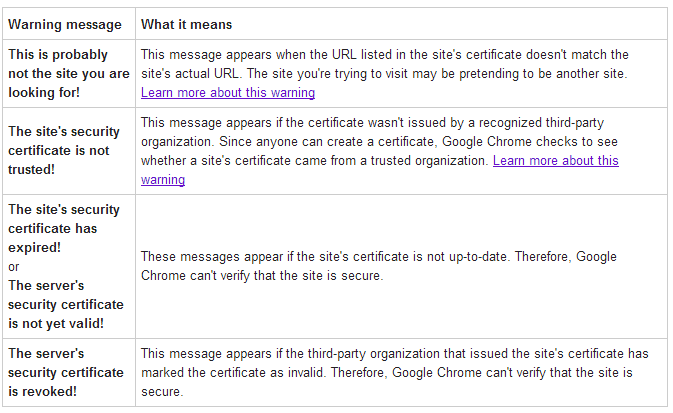 Warning message
What it means
This is probably
not the site you are
looking for!
This message appears when the URL listed in the site's certificate doesn't match the
site's actual URL. The site you're trying to visit may be pretending to be another site.
Learn more about this warning
The site's security
certificate is not
trusted!
This message appears if the certificate wasn't issued by a recognized third-party
organization. Since anyone can create a certificate, Google Chrome checks to see
whether a site's certificate came from a trusted organization. Learn more about this
warning
The site's security
certificate has
expired!
or
The server's
security certificate
is not yet valid!
These messages appear if the site's certificate is not up-to-date. Therefore, Google
Chrome can't verify that the site is secure.
The server's
security certificate
is revoked!
This message appears if the third-party organization that issued the site's certificate has
marked the certificate as invalid. Therefore, Google Chrome can't verify that the site is
secure.